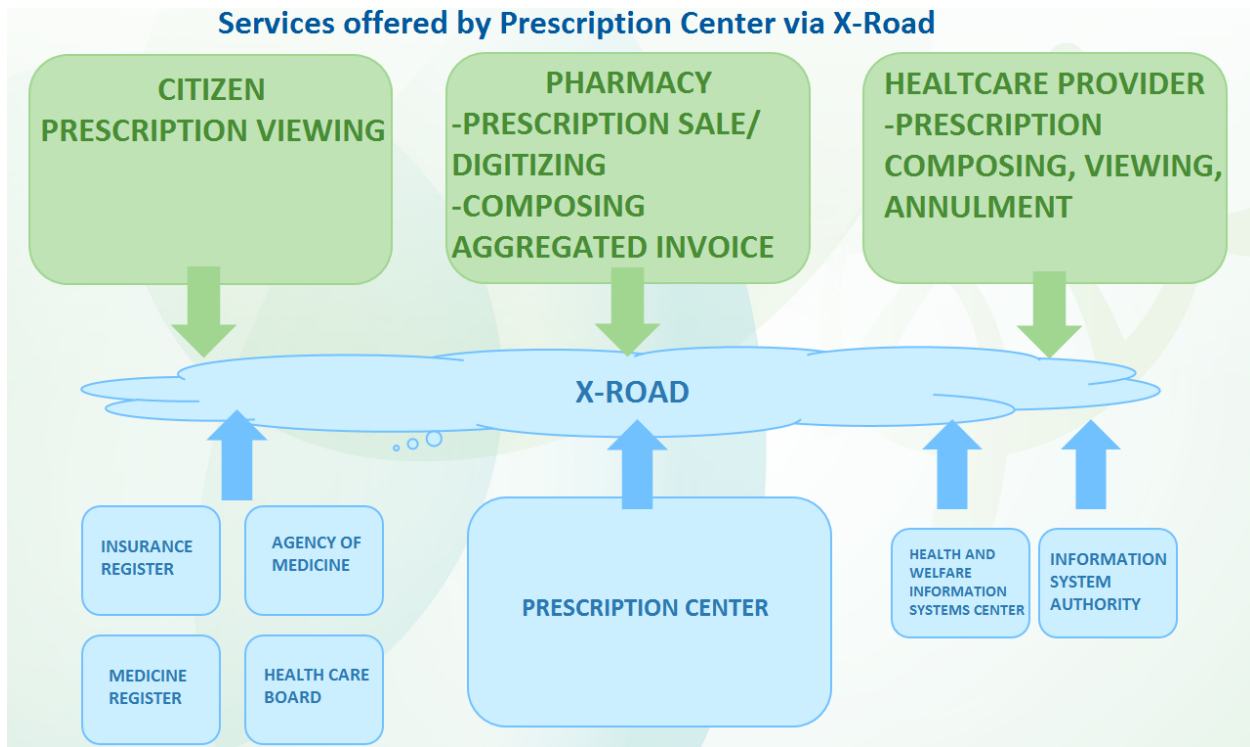 Services offered by Prescription Center via X-Road
CITIZEN
PRESCRIPTION VIEWING
PHARMACY
-PRESCRIPTION SALE/
DIGITIZING
-COMPOSING
AGGREGATED INVOICE
HEALTCARE PROVIDER
-PRESCRIPTION
COMPOSING, VIEWING,
ANNULMENT
X-ROAD
INSURANCE
REGISTER
AGENCY OF
MEDICINE
MEDICINE
REGISTER
HEALTH CARE
BOARD
PRESCRIPTION CENTER
HEALTH AND
WELFARE
INFORMATION
SYSTEMS CENTER
INFORMATION
SYSTEM
AUTHORITY